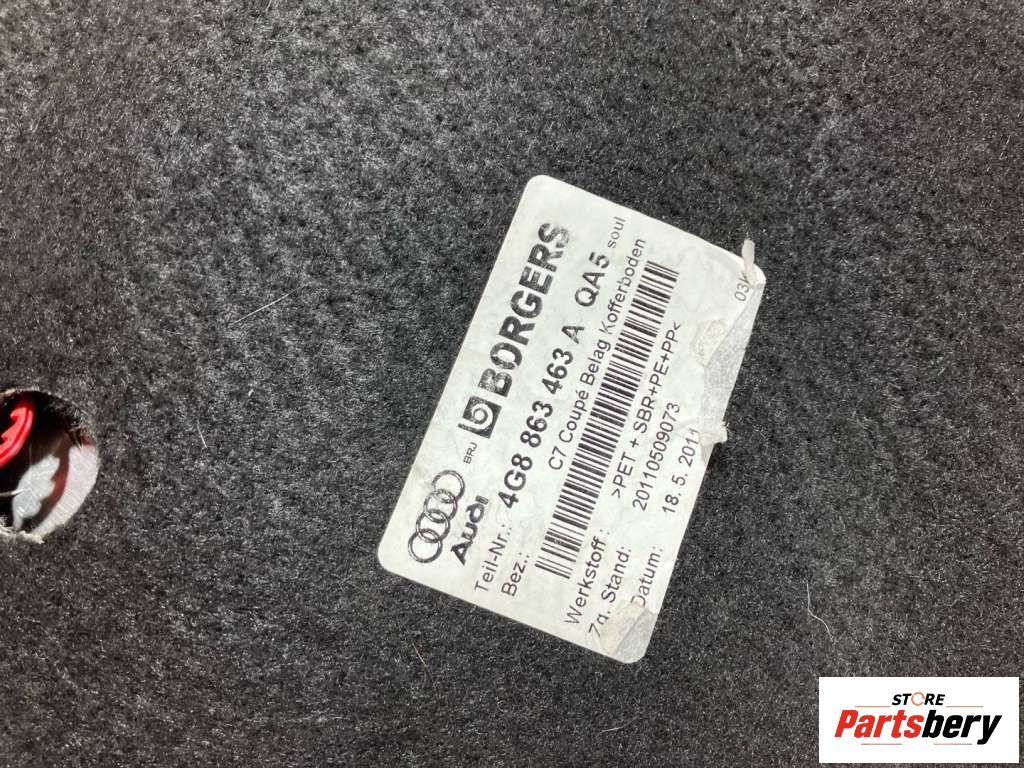 Audi BRJ BORGERS
Teil-Nr.: 4G8 863 463 A QA5 soul
Bez.: C7 Coupé Belag Kofferboden
Werkstoff: >PET + SBR+PE+PP<
Zg. Stand: 20110509073
Datum: 18.5.2011
STORE
Partsbery